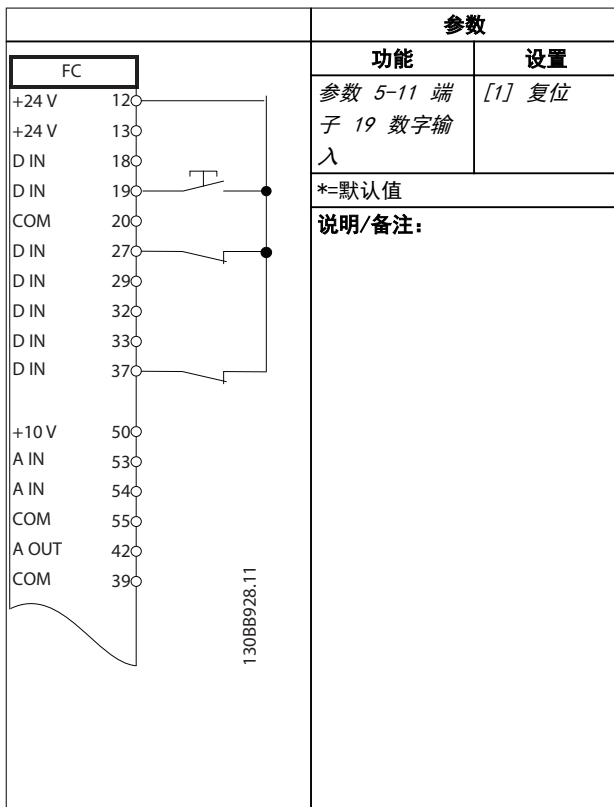 参数
功能 设置
参数 5-11 端 [1] 复位
子 19 数字输
入
*=默认值
说明/备注：
FC
+24 V 12
+24 V 13
D IN 18
D IN 19
COM 20
D IN 27
D IN 29
D IN 32
D IN 33
D IN 37
+10 V 50
A IN 53
A IN 54
COM 55
A OUT 42
COM 39
130BB928.11